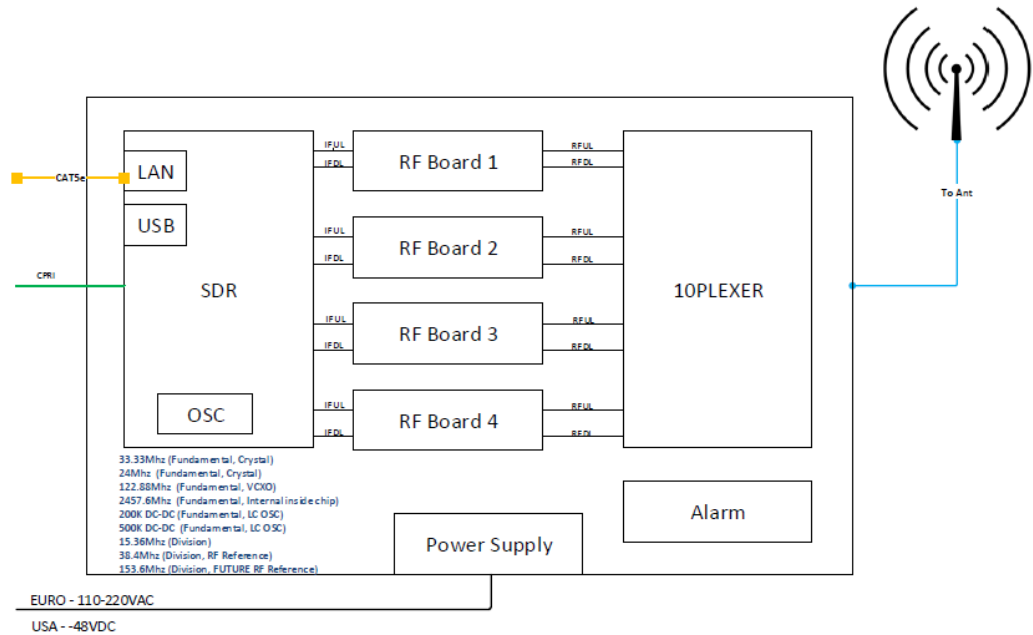 IFUL
IFDL
RF Board 1
RFUL
RFDL
LAN
CAT5e
To Ant
USB
IFUL
IFDL
RF Board 2
RFUL
RFDL
CPRI
SDR
10PLEXER
IFUL
IFDL
RF Board 3
RFUL
RFDL
OSC
IFUL
IFDL
RF Board 4
RFUL
RFDL
33.33Mhz (Fundamental, Crystal)
24Mhz (Fundamental, Crystal)
122.88Mhz (Fundamental, VCXO)
2457.6Mhz (Fundamental, Internal inside chip)
200K DC-DC (Fundamental, LC OSC)
500K DC-DC (Fundamental, LC OSC)
15.36Mhz (Division)
38.4Mhz (Division, RF Reference)
153.6Mhz (Division, FUTURE RF Reference)
Alarm
Power Supply
EURO - 110-220VAC
USA - -48VDC